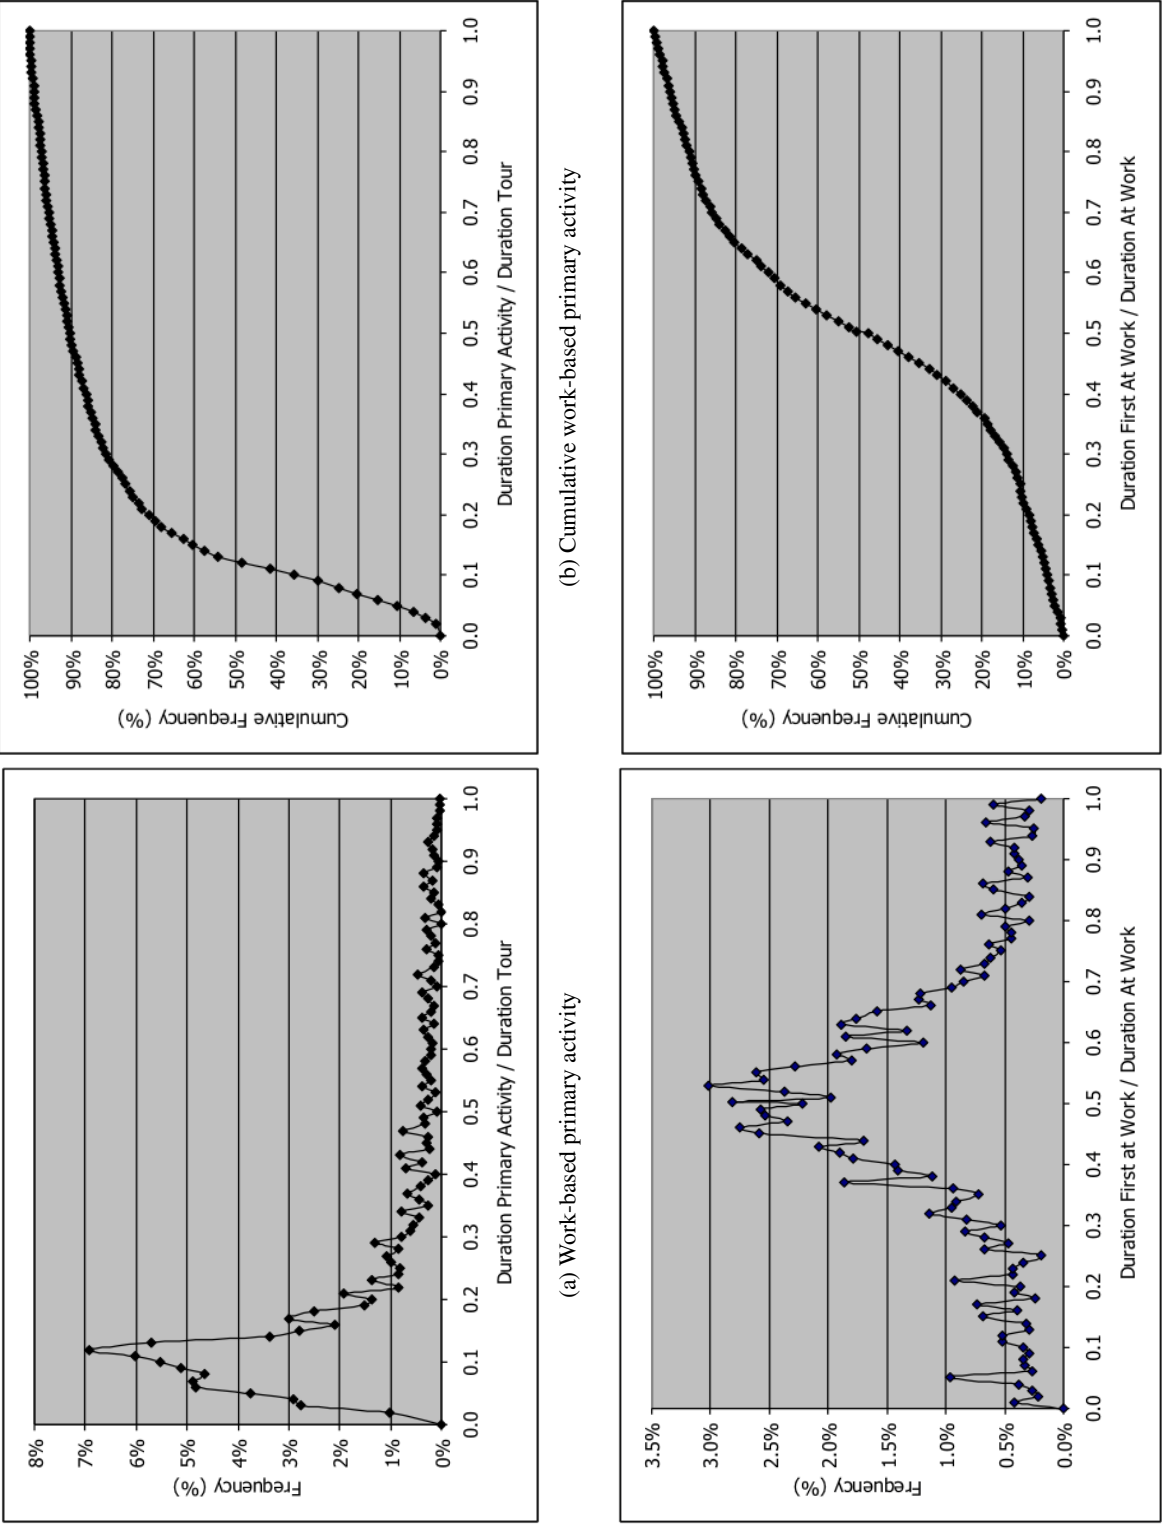 Frequency (%)
8%
7%
6%
5%
4%
3%
2%
1%
0%
0.0 0.1 0.2 0.3 0.4 0.5 0.6 0.7 0.8 0.9 1.0
Duration Primary Activity / Duration Tour
(a) Work-based primary activity
Cumulative Frequency (%)
100%
90%
80%
70%
60%
50%
40%
30%
20%
10%
0%
0.0 0.1 0.2 0.3 0.4 0.5 0.6 0.7 0.8 0.9 1.0
Duration Primary Activity / Duration Tour
(b) Cumulative work-based primary activity
Frequency (%)
3.5%
3.0%
2.5%
2.0%
1.5%
1.0%
0.5%
0.0%
0.0 0.1 0.2 0.3 0.4 0.5 0.6 0.7 0.8 0.9 1.0
Duration First at Work / Duration At Work
Cumulative Frequency (%)
100%
90%
80%
70%
60%
50%
40%
30%
20%
10%
0%
0.0 0.1 0.2 0.3 0.4 0.5 0.6 0.7 0.8 0.9 1.0
Duration First At Work / Duration At Work